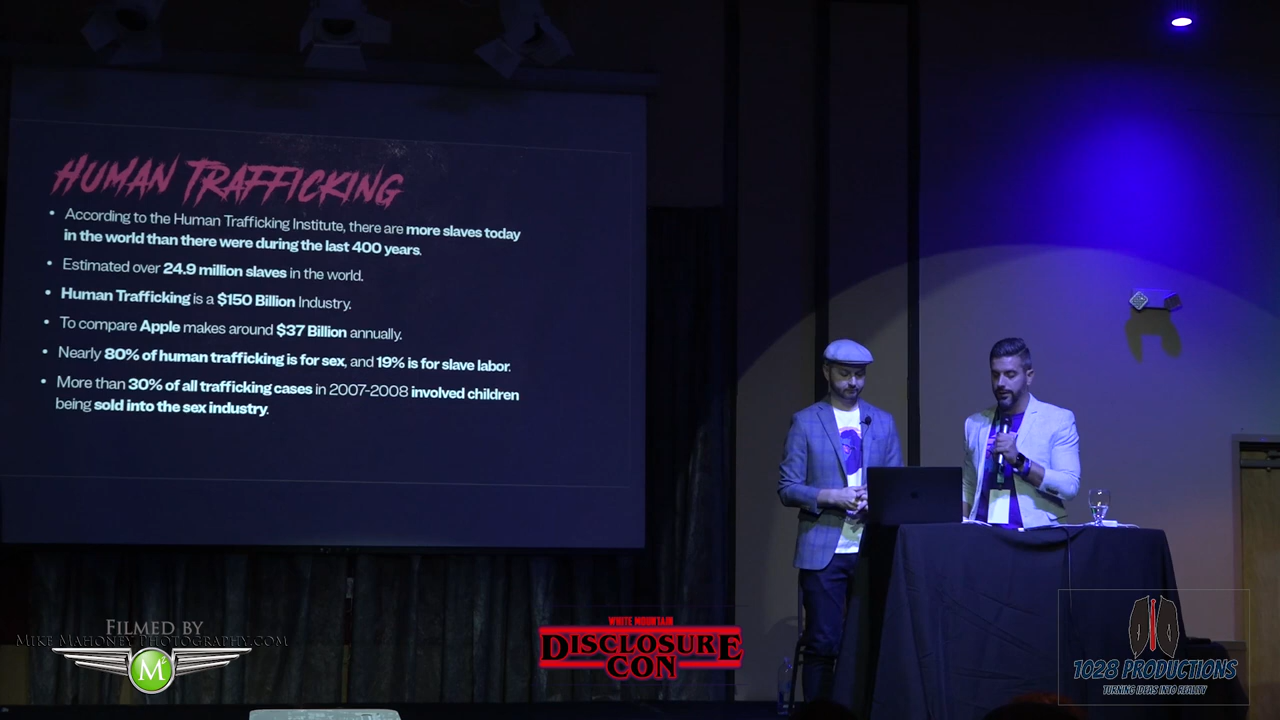 HUMAN TRAFFICKING
• According to the Human Trafficking Institute, there are more slaves today
in the world than there were during the last 400 years.
• Estimated over 24.9 million slaves in the world.
• Human Trafficking is a $150 Billion Industry.
• To compare Apple makes around $37 Billion annually.
• Nearly 80% of human trafficking is for sex, and 19% is for slave labor.
• More than 30% of all trafficking cases in 2007-2008 involved children
being sold into the sex industry.
FILMED BY
MIKE MAHONEY PHOTOGRAPHY.COM
M
WHITE MOUNTAIN
DISCLOSURE
CON
1028 PRODUCTIONS
TURNING IDEAS INTO REALITY